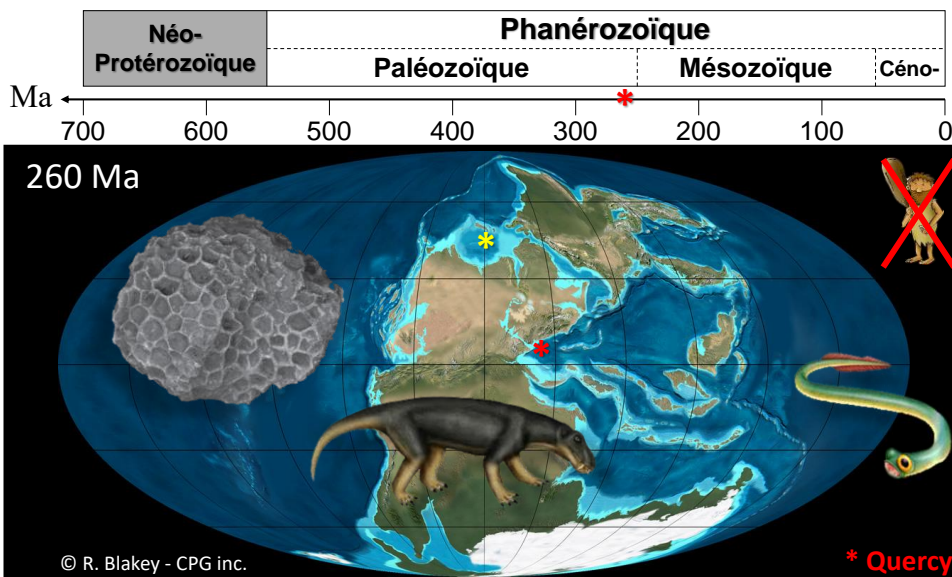 Néo-
Protérozoïque
Phanérozoïque
Paléozoïque
Mésozoïque
Céno-
Ma
*
700 600 500 400 300 200 100 0
260 Ma
*
*
© R. Blakey - CPG inc.
* Quercy